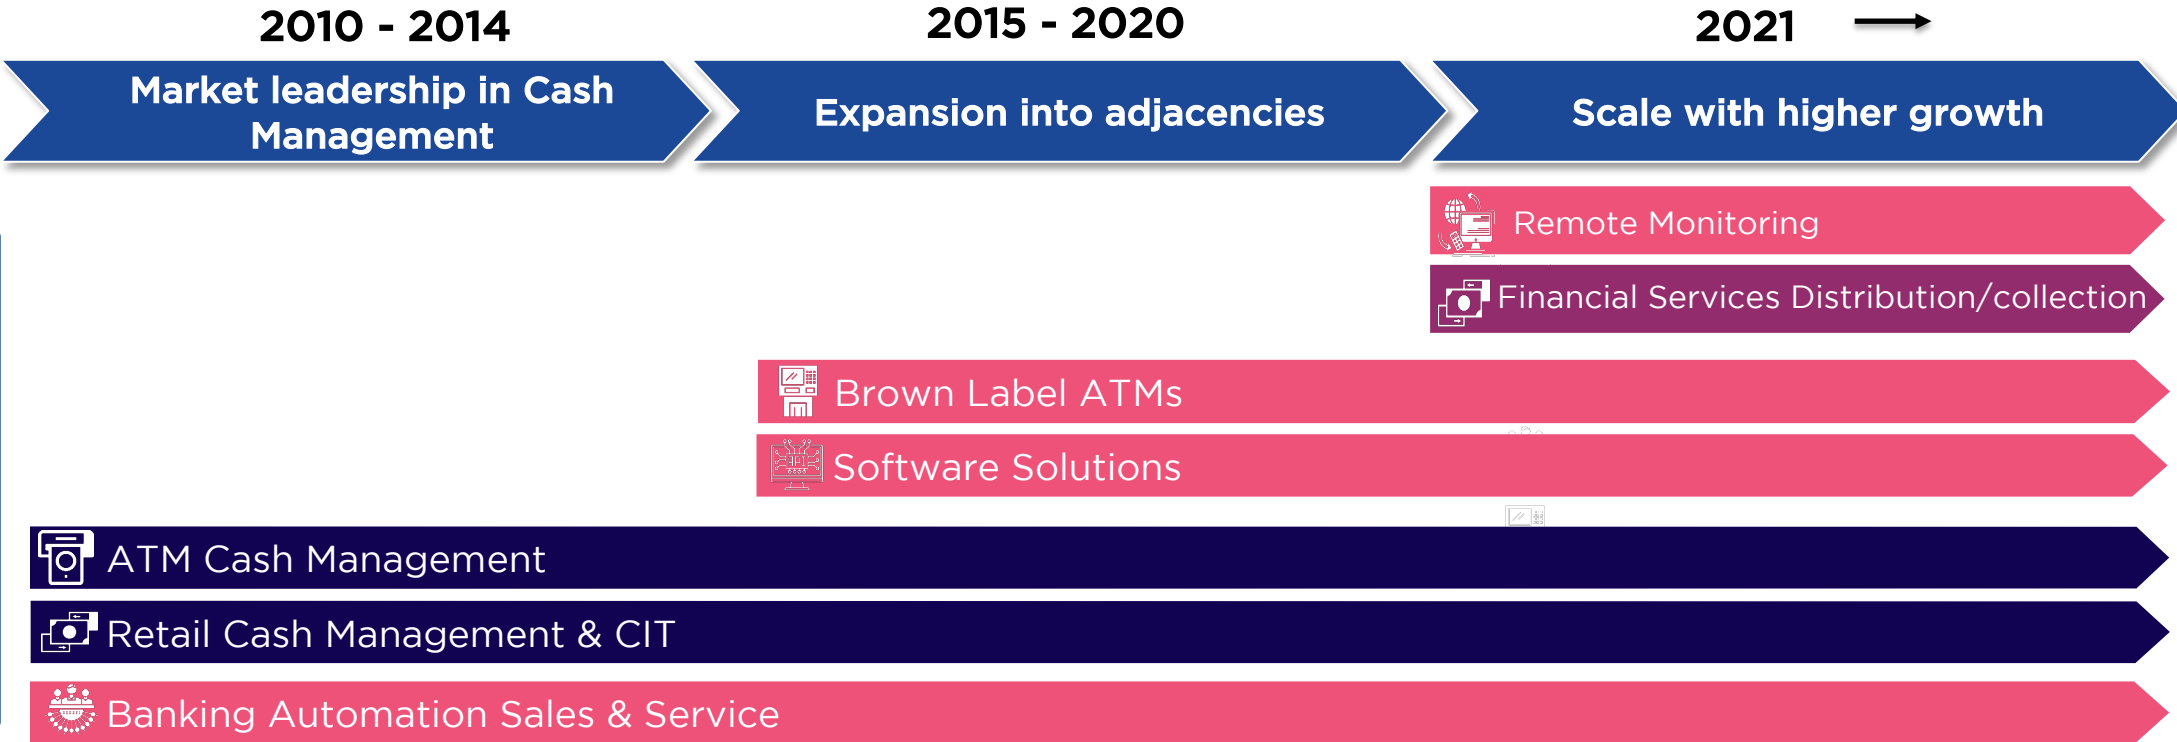 2010 - 2014
2015 - 2020
2021
Market leadership in Cash
Management
Expansion into adjacencies
Scale with higher growth
Remote Monitoring
Financial Services Distribution/collection
Brown Label ATMs
API
Software Solutions
ATM Cash Management
Retail Cash Management & CIT
Banking Automation Sales & Service